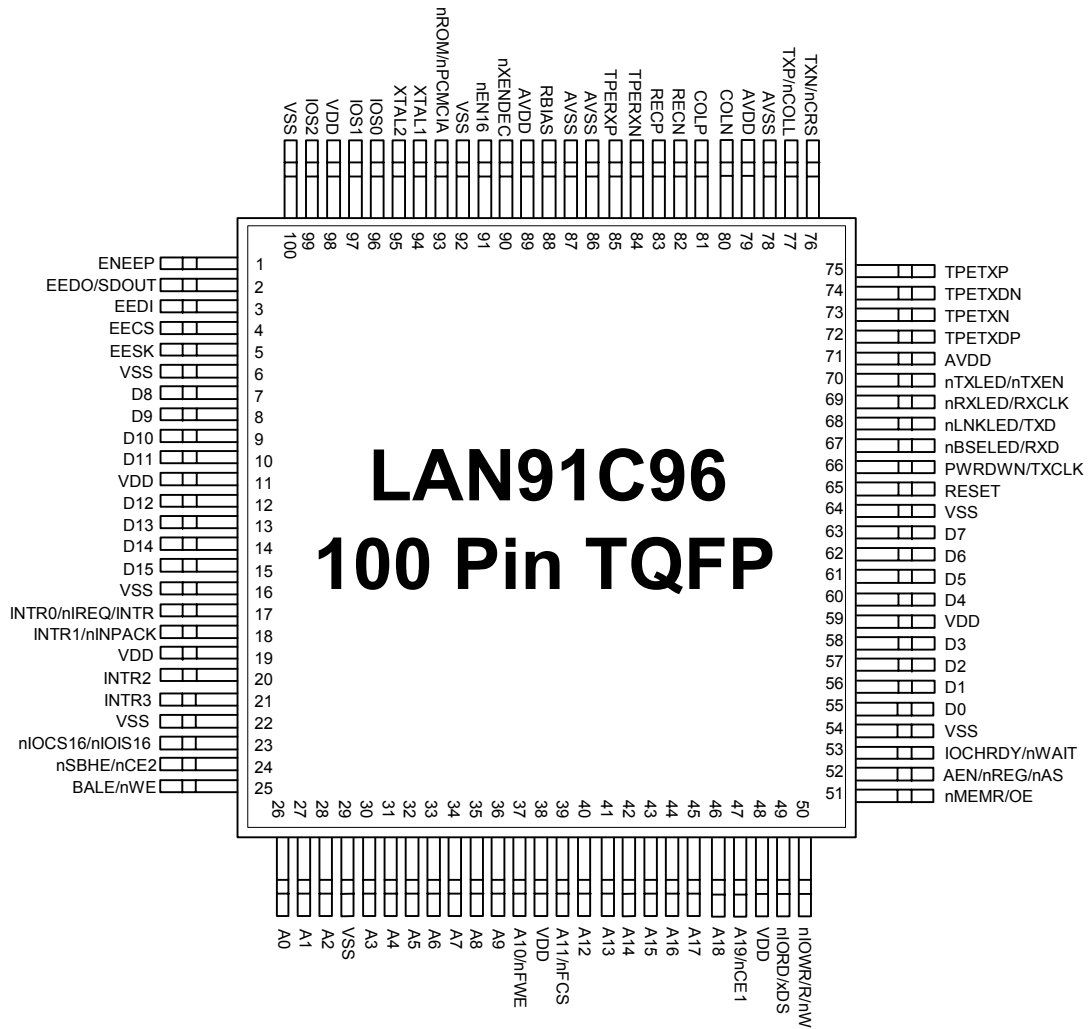 nROM/nPCMCIA
TXN/nCRS
TXP/nCOLL
nXENDEC
TPERXP
TPERXN
VSS
IOS2
VDD
IOS1
IOS0
XTAL2
XTAL1
VSS
nEN16
AVDD
RBIAS
AVSS
AVSS
RECP
RECN
COLP
COLN
AVDD
AVSS
100
99
98
97
96
95
94
93
92
91
90
89
88
87
86
85
84
83
82
81
80
79
78
77
76
ENEEP 1
EEDO/SDOUT 2
EEDI 3
EECS 4
EESK 5
VSS 6
D8 7
D9 8
D10 9
D11 10
VDD 11
D12 12
D13 13
D14 14
D15 15
VSS 16
INTR0/nIREQ/INTR 17
INTR1/nINPACK 18
VDD 19
INTR2 20
INTR3 21
VSS 22
nIOCS16/nIOIS16 23
nSBHE/nCE2 24
BALE/nWE 25
LAN91C96
100 Pin TQFP
75 TPETXP
74 TPETXDN
73 TPETXN
72 TPETXDP
71 AVDD
70 nTXLED/nTXEN
69 nRXLED/RXCLK
68 nLNKLED/TXD
67 nBSELED/RXD
66 PWRDWN/TXCLK
65 RESET
64 VSS
63 D7
62 D6
61 D5
60 D4
59 VDD
58 D3
57 D2
56 D1
55 D0
54 VSS
53 IOCHRDY/nWAIT
52 AEN/nREG/nAS
51 nMEMR/OE
26
27
28
29
30
31
32
33
34
35
36
37
38
39
40
41
42
43
44
45
46
47
48
49
50
A0
A1
A2
VSS
A3
A4
A5
A6
A7
A8
A9
A10/nFWE
VDD
A11/nFCS
A12
A13
A14
A15
A16
A17
A18
A19/nCE1
VDD
nIORD/xDS
nIOWR/R/nW